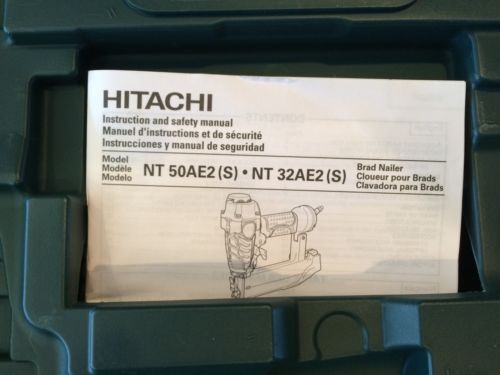 HITACHI
Instruction and safety manual
Manuel d'instructions et de sécurité
Instrucciones y manual de seguridad
Model
Modèle
Modelo
NT 50AE2 (S) • NT 32AE2 (S)
Brad Nailer
Cloueur pour Brads
Clavadora para Brads